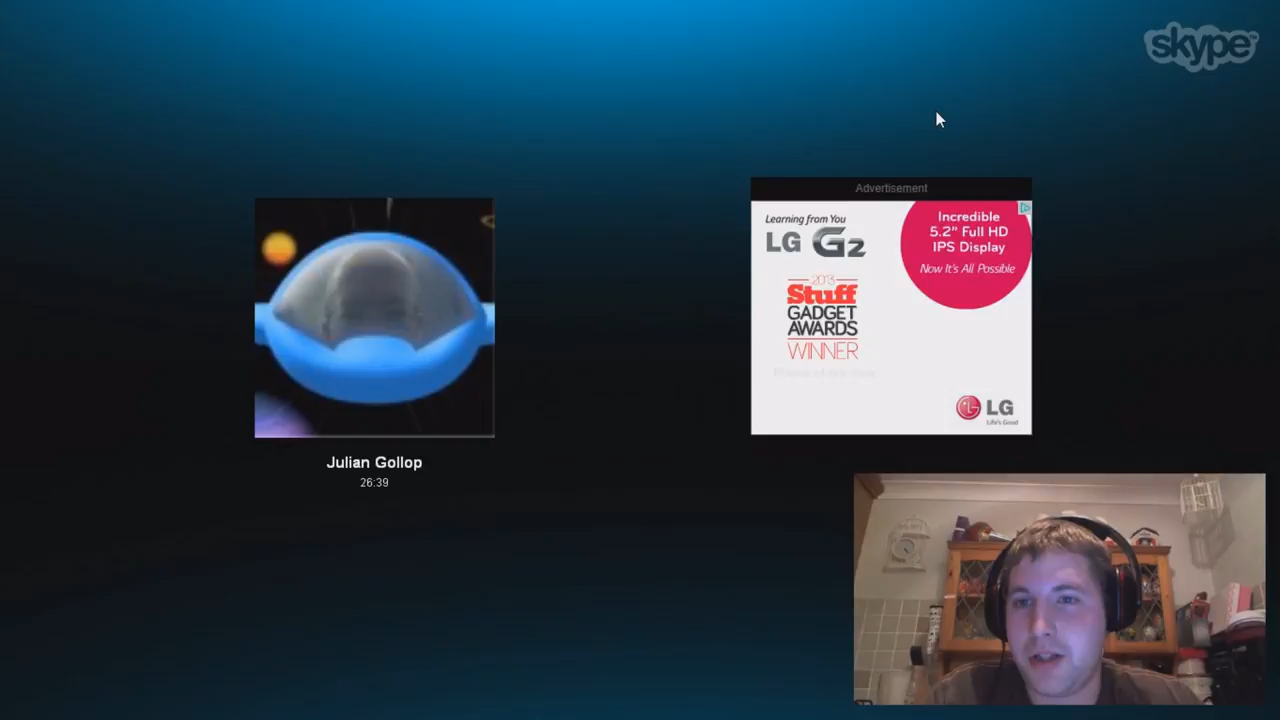 skype
Advertisement
Learning from You
LG G2
Incredible
5.2" Full HD
IPS Display
Now It's All Possible
2013
Stuff
GADGET
AWARDS
WINNER
LG
Life's Good
Julian Gollop
26:39